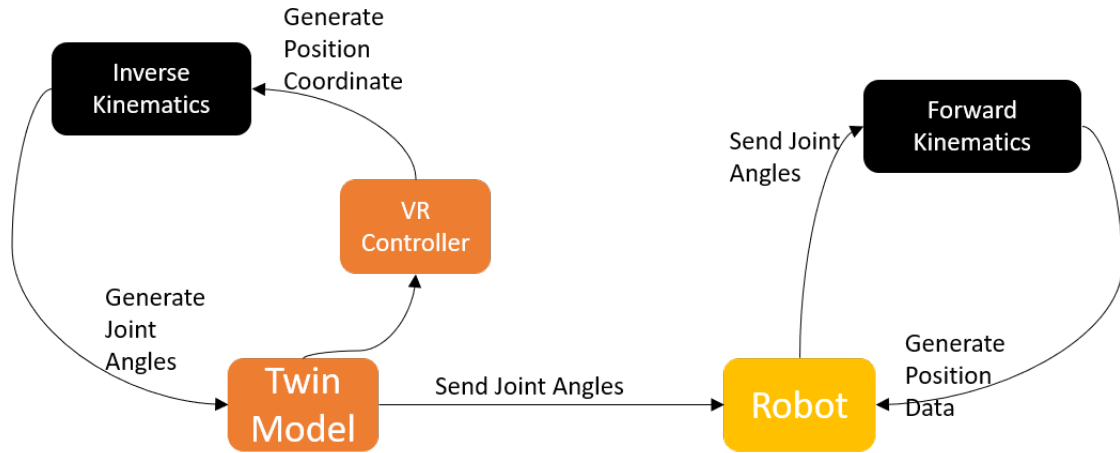 Generate
Position
Coordinate
Inverse
Kinematics
Forward
Kinematics
Send Joint
Angles
VR
Controller
Generate
Joint
Angles
Twin
Model
Send Joint Angles
Robot
Generate
Position
Data